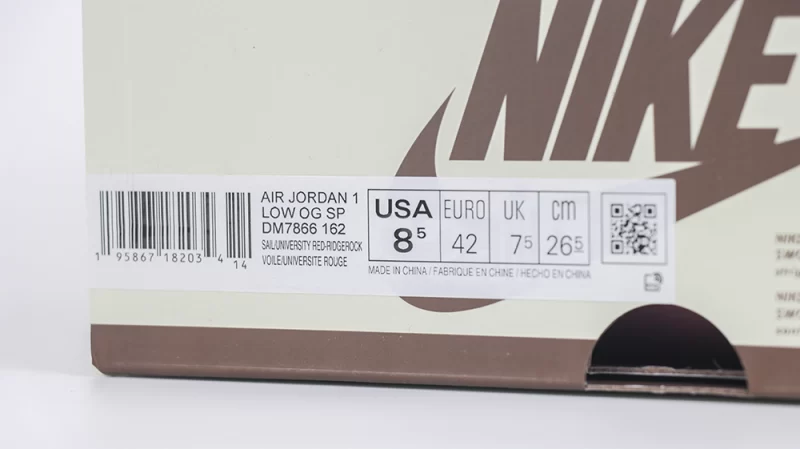 NIKE
AIR JORDAN 1
LOW OG SP
DM7866 162
SAIL/UNIVERSITY RED-RIDGEROCK
VOILE/UNIVERSITE ROUGE
1 95867 18203 4 14
USA EURO UK cm
8 5 42 7 5 26 5
MADE IN CHINA / FABRIQUE EN CHINE / HECHO EN CHINA